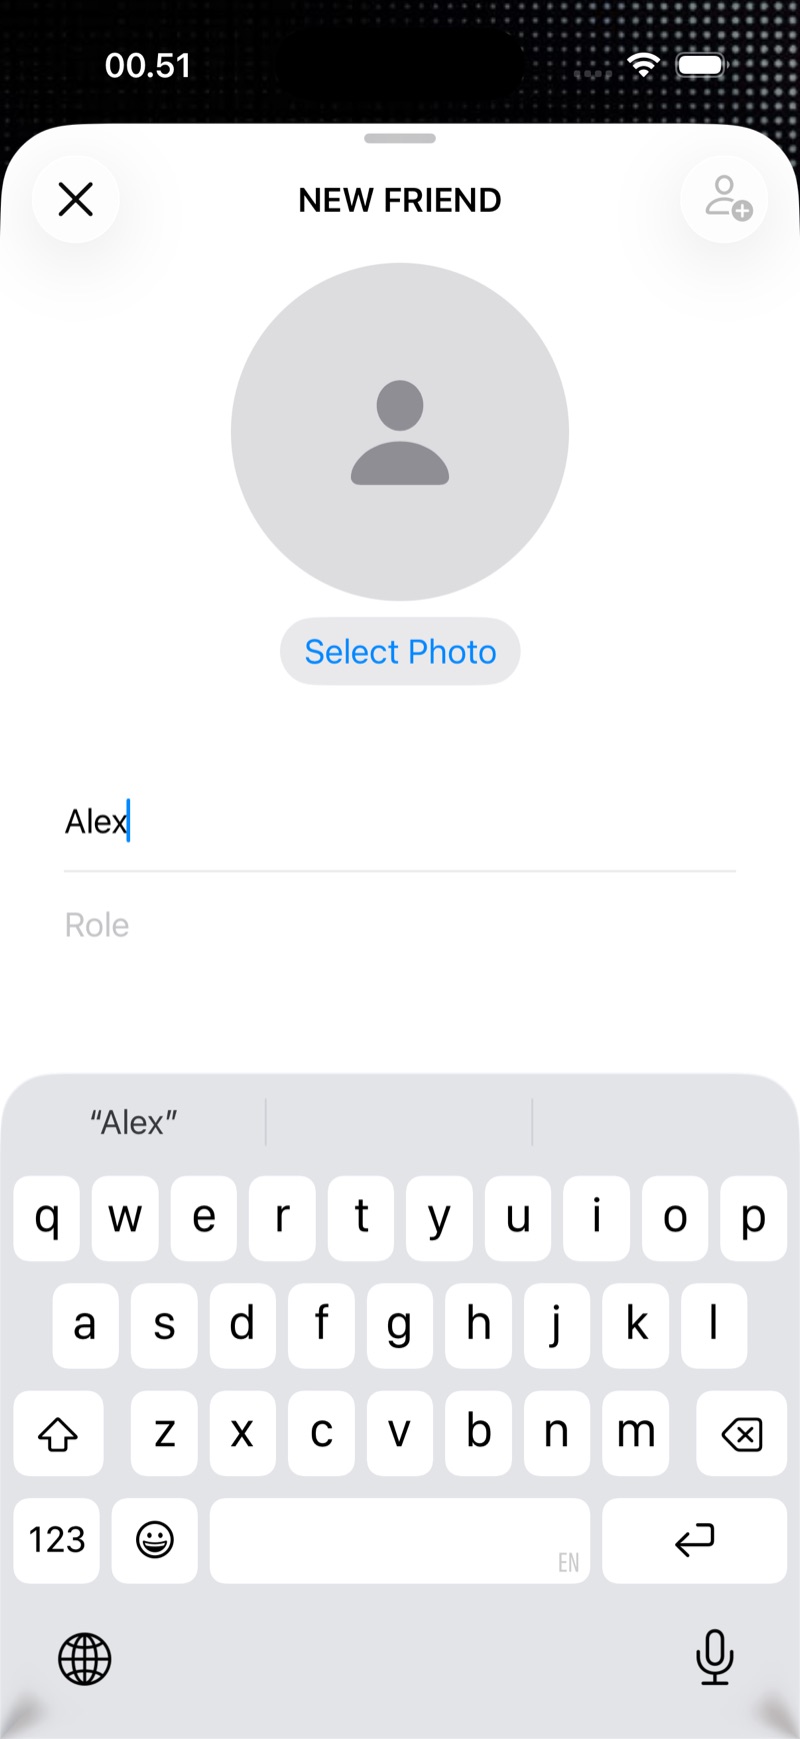 00.51
NEW FRIEND
Select Photo
Alex
Role
“Alex”
q w e r t y u i o p
a s d f g h j k l
z x c v b n m
123
EN